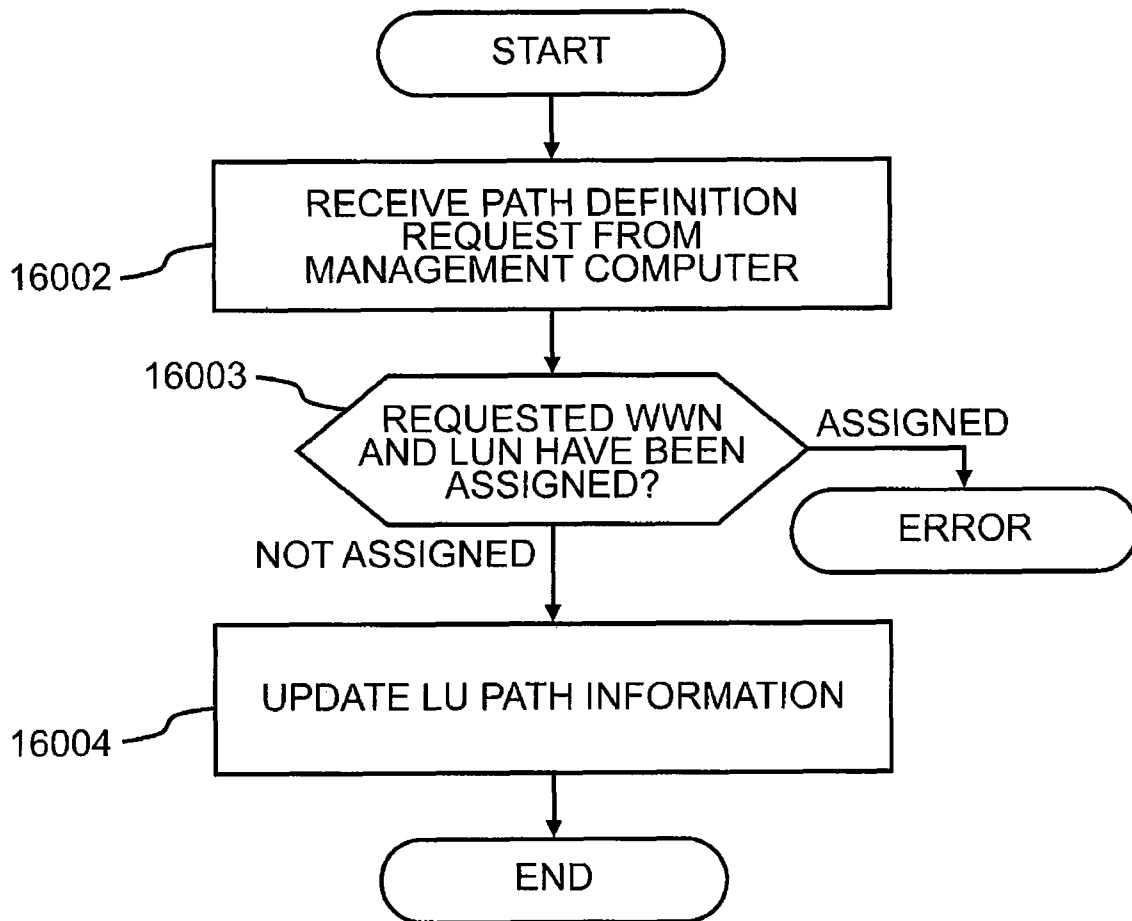 START
RECEIVE PATH DEFINITION
REQUEST FROM
MANAGEMENT COMPUTER
16002
16003
REQUESTED WWN
AND LUN HAVE BEEN
ASSIGNED?
ASSIGNED
ERROR
NOT ASSIGNED
UPDATE LU PATH INFORMATION
16004
END